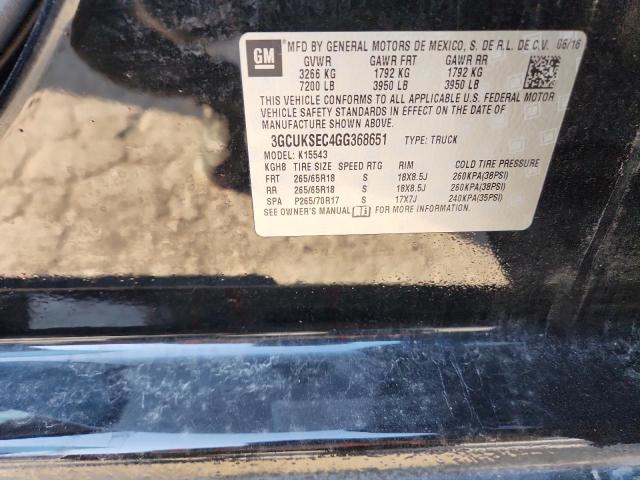 GM
MFD BY GENERAL MOTORS DE MEXICO, S. DE R.L. DE C.V. 06/16
GVWR GAWR FRT GAWR RR
3266 KG 1792 KG 1792 KG
7200 LB 3950 LB 3950 LB
THIS VEHICLE CONFORMS TO ALL APPLICABLE U.S. FEDERAL MOTOR
VEHICLE SAFETY STANDARDS IN EFFECT ON THE DATE OF
MANUFACTURE SHOWN ABOVE.
3GCUKSEC4GG368651 TYPE: TRUCK
MODEL: K15543
KGH8 TIRE SIZE SPEED RTG RIM COLD TIRE PRESSURE
FRT 265/65R18 S 18X8.5J 260KPA(38PSI)
RR 265/65R18 S 18X8.5J 260KPA(38PSI)
SPA P265/70R17 S 17X7J 240KPA(35PSI)
SEE OWNER'S MANUAL FOR MORE INFORMATION.